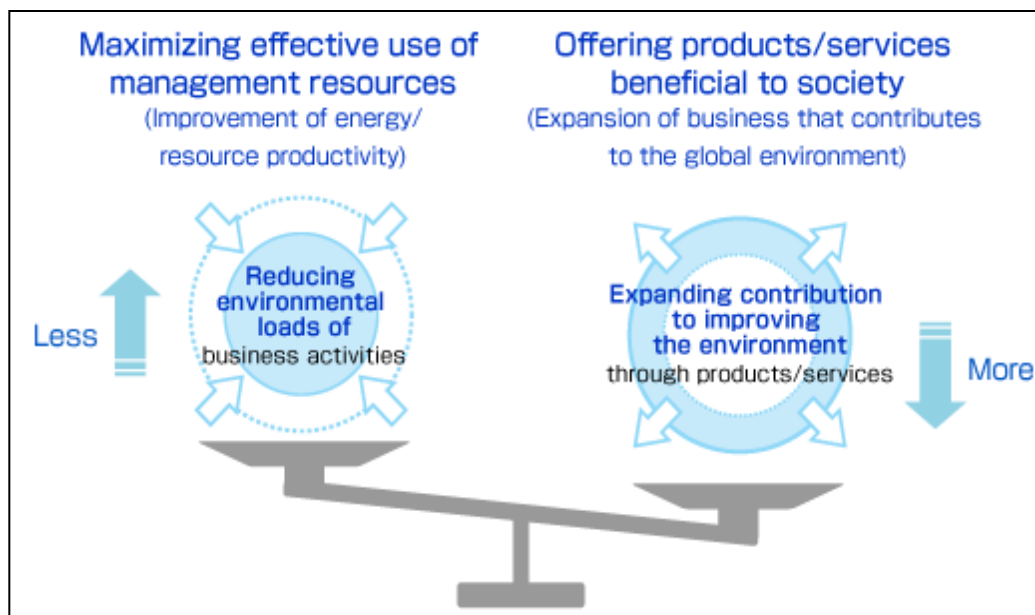 Maximizing effective use of
management resources
(Improvement of energy/
resource productivity)
Less
Reducing
environmental
loads of
business activities
Offering products/services
beneficial to society
(Expansion of business that contributes
to the global environment)
Expanding contribution
to improving
the environment
through products/services
More